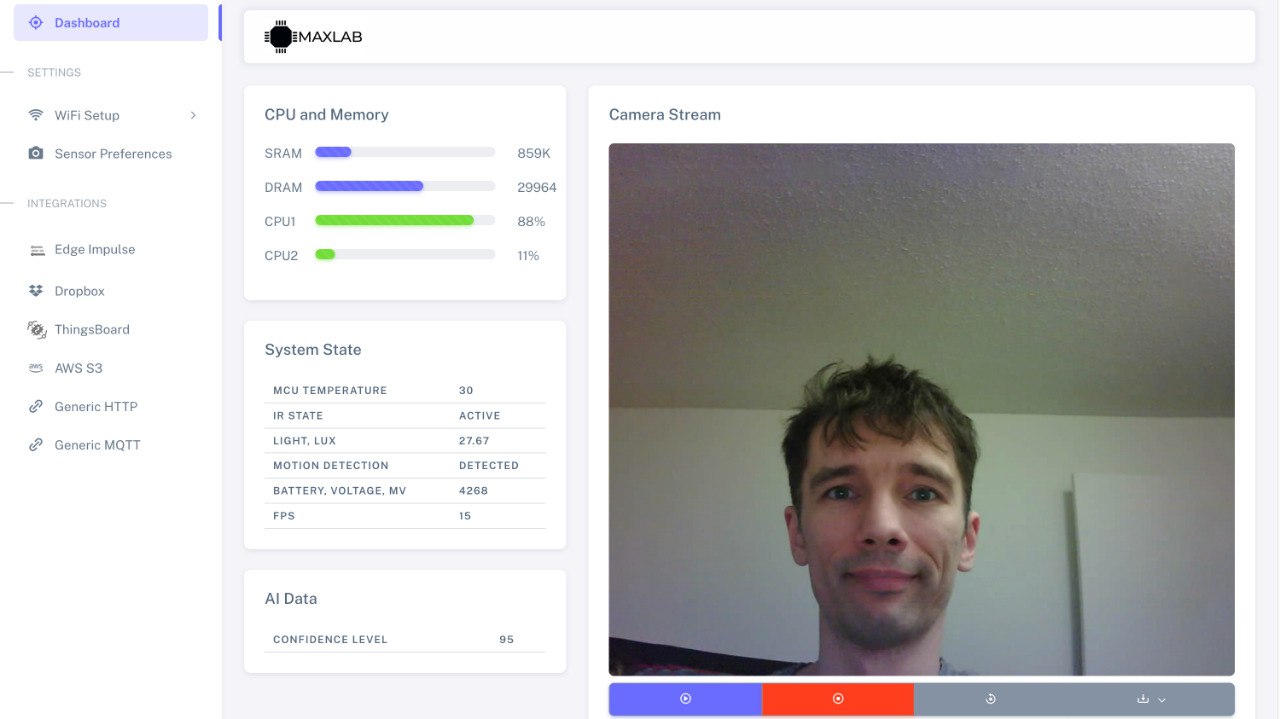 Dashboard
SETTINGS
WiFi Setup
Sensor Preferences
INTEGRATIONS
Edge Impulse
Dropbox
ThingsBoard
aws AWS S3
Generic HTTP
Generic MQTT
MAXLAB
CPU and Memory
SRAM 859K
DRAM 29964
CPU1 88%
CPU2 11%
System State
MCU TEMPERATURE 30
IR STATE ACTIVE
LIGHT, LUX 27.67
MOTION DETECTION DETECTED
BATTERY, VOLTAGE, MV 4268
FPS 15
AI Data
CONFIDENCE LEVEL 95
Camera Stream